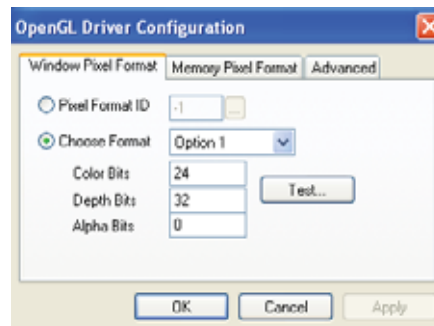 OpenGL Driver Configuration
Window Pixel Format Memory Pixel Format Advanced
Pixel Format ID -1 ...
Choose Format Option 1
Color Bits 24
Depth Bits 32 Test...
Alpha Bits 0
OK Cancel Apply